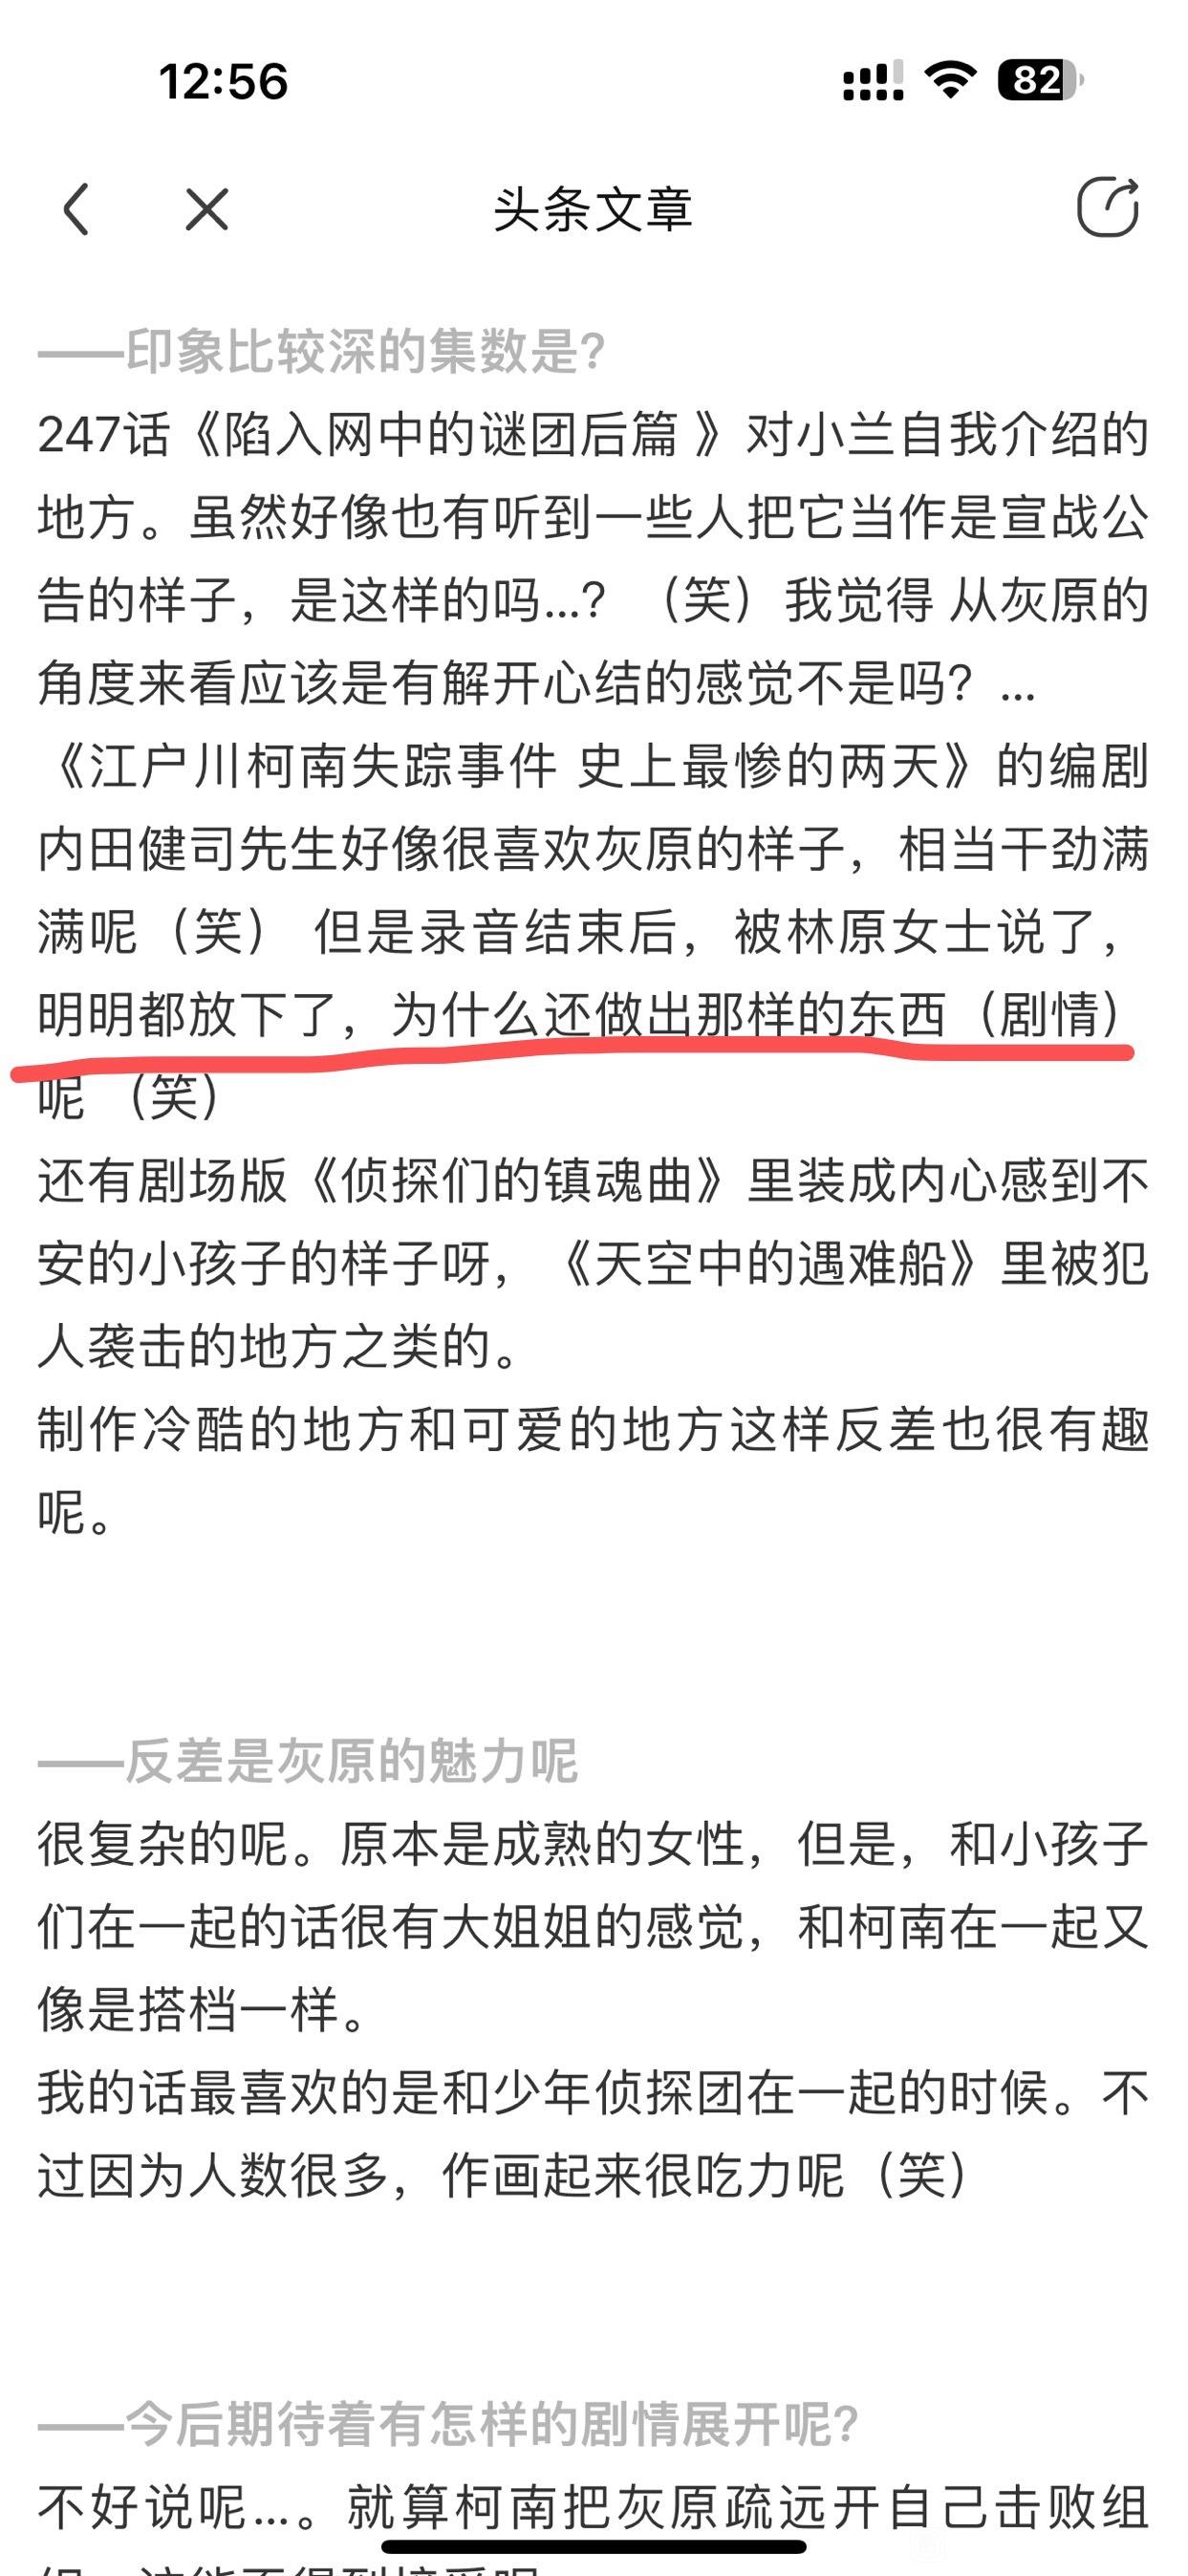 12:56
82
头条文章
——印象比较深的集数是?
247话《陷入网中的谜团后篇 》对小兰自我介绍的
地方。虽然好像也有听到一些人把它当作是宣战公
告的样子，是这样的吗...? （笑）我觉得 从灰原的
角度来看应该是有解开心结的感觉不是吗? ...
《江户川柯南失踪事件 史上最惨的两天》的编剧
内田健司先生好像很喜欢灰原的样子，相当干劲满
满呢（笑） 但是录音结束后，被林原女士说了，
明明都放下了，为什么还做出那样的东西（剧情）
呢 （笑）
还有剧场版《侦探们的镇魂曲》里装成内心感到不
安的小孩子的样子呀，《天空中的遇难船》里被犯
人袭击的地方之类的。
制作冷酷的地方和可爱的地方这样反差也很有趣
呢。
——反差是灰原的魅力呢
很复杂的呢。原本是成熟的女性，但是，和小孩子
们在一起的话很有大姐姐的感觉，和柯南在一起又
像是搭档一样。
我的话最喜欢的是和少年侦探团在一起的时候。不
过因为人数很多，作画起来很吃力呢（笑）
——今后期待着有怎样的剧情展开呢?
不好说呢...。就算柯南把灰原疏远开自己击败组